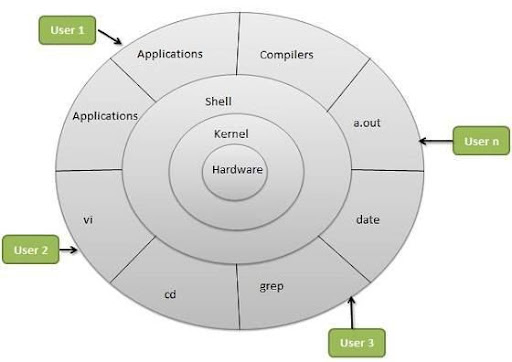 User 1
Applications
Compilers
Applications
Shell
a.out
Kernel
User n
Hardware
vi
date
User 2
cd
grep
User 3